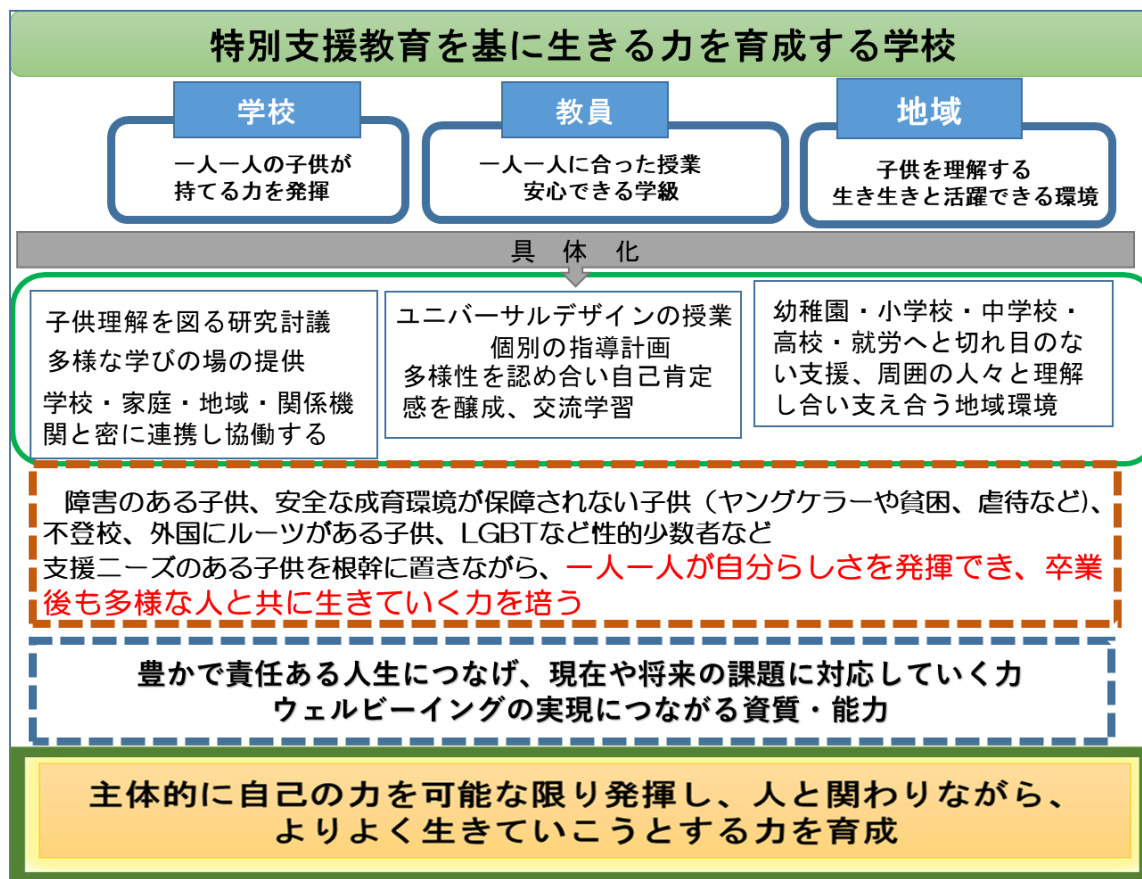 特別支援教育を基に生きる力を育成する学校
学校
一人一人の子供が
持てる力を発揮
教員
一人一人に合った授業
安心できる学級
地域
子供を理解する
生き生きと活躍できる環境
具　体　化
子供理解を図る研究討議
多様な学びの場の提供
学校・家庭・地域・関係機
関と密に連携し協働する
ユニバーサルデザインの授業
個別の指導計画
多様性を認め合い自己肯定
感を醸成、交流学習
幼稚園・小学校・中学校・
高校・就労へと切れ目のな
い支援、周囲の人々と理解
し合い支え合う地域環境
障害のある子供、安全な成育環境が保障されない子供（ヤングケラーや貧困、虐待など）、
不登校、外国にルーツがある子供、LGBTなど性的少数者など
支援ニーズのある子供を根幹に置きながら、一人一人が自分らしさを発揮でき、卒業
後も多様な人と共に生きていく力を培う
豊かで責任ある人生につなげ、現在や将来の課題に対応していく力
ウェルビーイングの実現につながる資質・能力
主体的に自己の力を可能な限り発揮し、人と関わりながら、
よりよく生きていこうとする力を育成